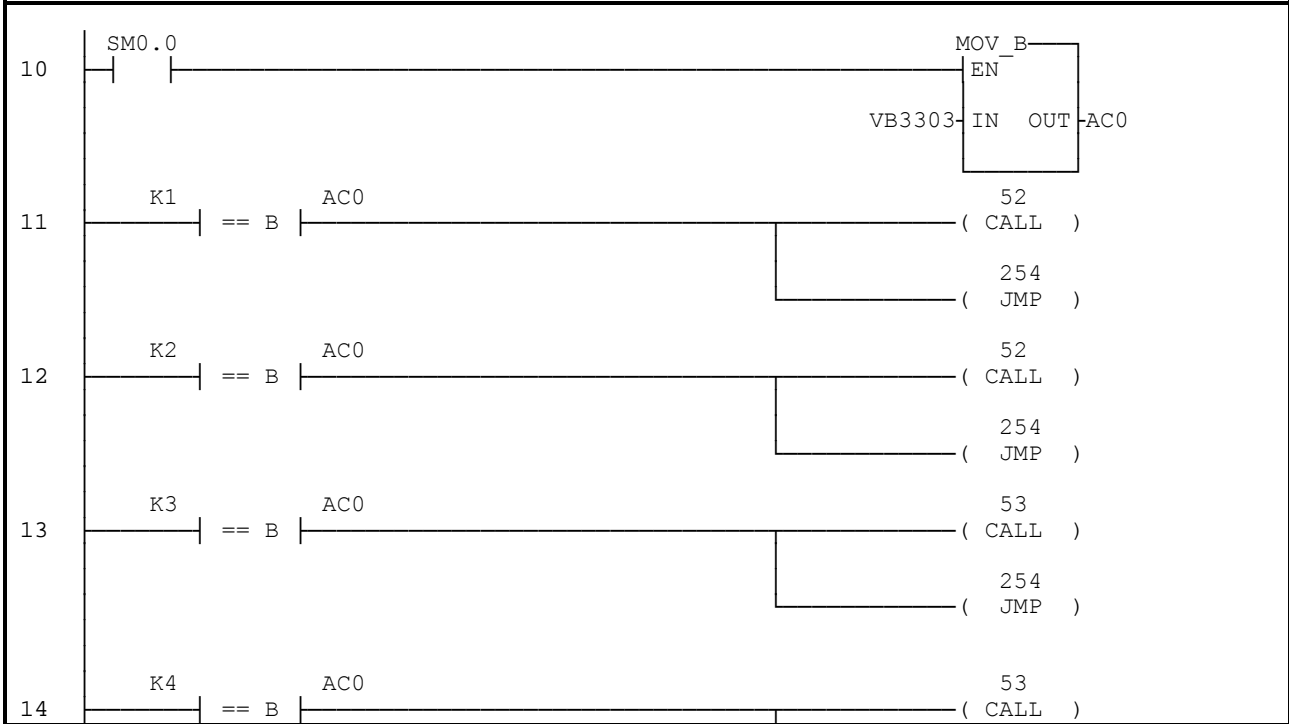 SM0.0 MOV_B
10 EN
VB3303 IN OUT AC0
K1 AC0 52
11 == B ( CALL )
254
( JMP )
K2 AC0 52
12 == B ( CALL )
254
( JMP )
K3 AC0 53
13 == B ( CALL )
254
( JMP )
K4 AC0 53
14 == B ( CALL )